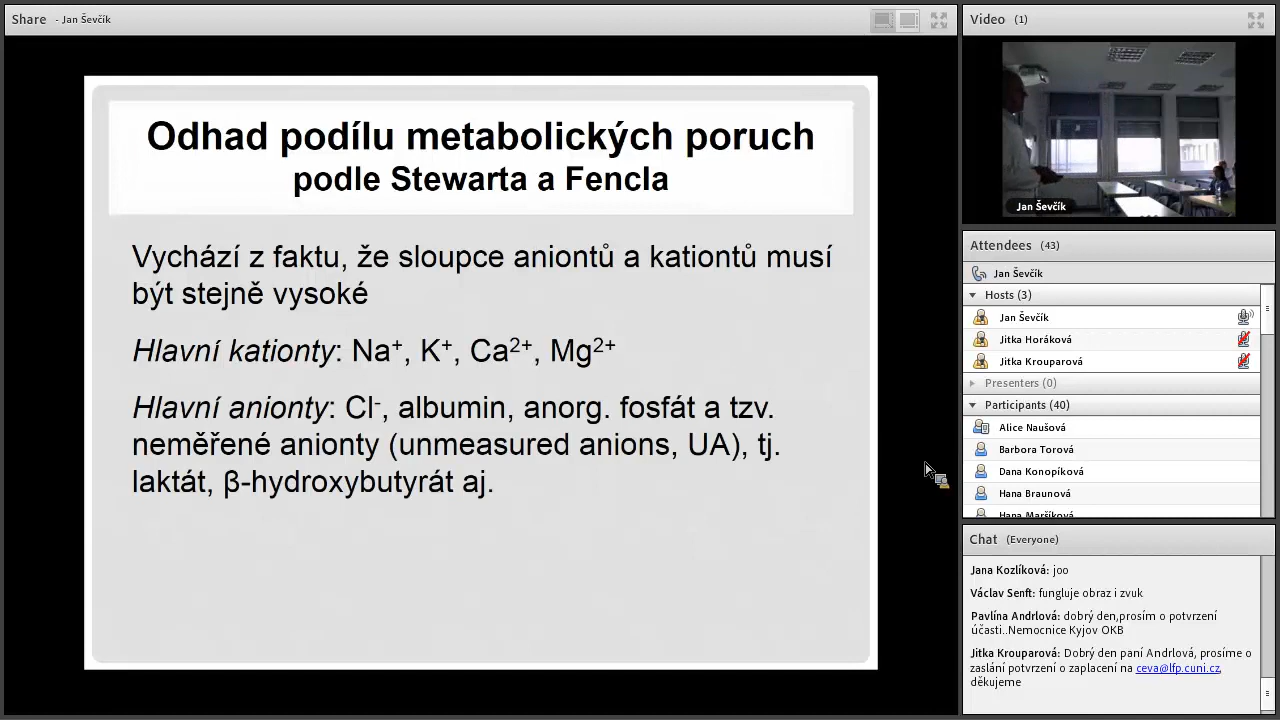 Share - Jan Ševčík
Odhad podílu metabolických poruch
podle Stewarta a Fencla
Vychází z faktu, že sloupce aniontů a kationtů musí
být stejně vysoké
Hlavní kationty: Na⁺, K⁺, Ca²⁺, Mg²⁺
Hlavní anionty: Cl⁻, albumin, anorg. fosfát a tzv.
neměřené anionty (unmeasured anions, UA), tj.
laktát, β-hydroxybutyrát aj.
Video (1)
Jan Ševčík
Attendees (43)
Jan Ševčík
Hosts (3)
Jan Ševčík
Jitka Horáková
Jitka Krouparová
Presenters (0)
Participants (40)
Alice Naušová
Barbora Torová
Dana Konopíková
Hana Braunová
Hana Maršíková
Chat (Everyone)
Jana Kozlíková: joo
Václav Senft: fungluje obraz i zvuk
Pavlína Andrlová: dobrý den,prosím o potvrzení
účasti..Nemocnice Kyjov OKB
Jitka Krouparová: Dobrý den paní Andrlová, prosíme o
zaslání potvrzení o zaplacení na ceva@lfp.cuni.cz,
děkujeme